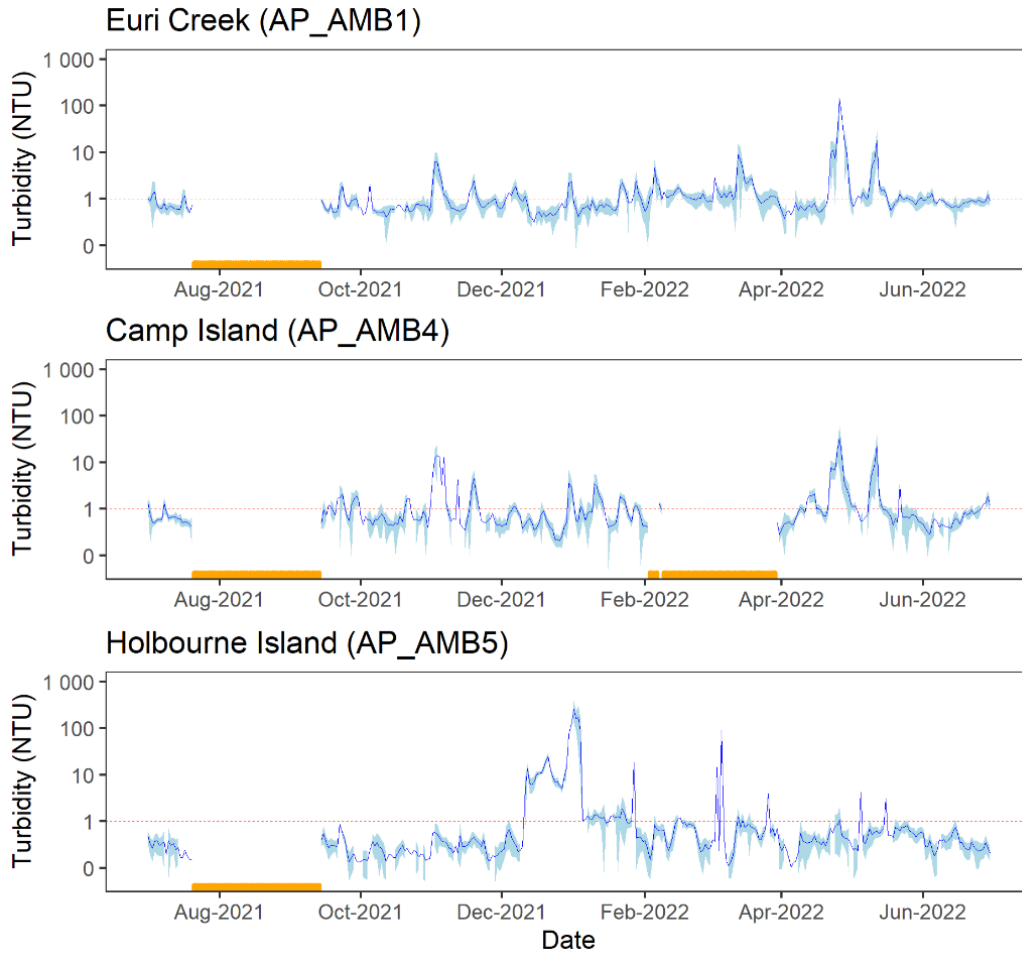 Euri Creek (AP_AMB1)
Turbidity (NTU)
1 000
100
10
1
0
Aug-2021 Oct-2021 Dec-2021 Feb-2022 Apr-2022 Jun-2022
Camp Island (AP_AMB4)
Turbidity (NTU)
1 000
100
10
1
0
Aug-2021 Oct-2021 Dec-2021 Feb-2022 Apr-2022 Jun-2022
Holbourne Island (AP_AMB5)
Turbidity (NTU)
1 000
100
10
1
0
Aug-2021 Oct-2021 Dec-2021 Feb-2022 Apr-2022 Jun-2022
Date